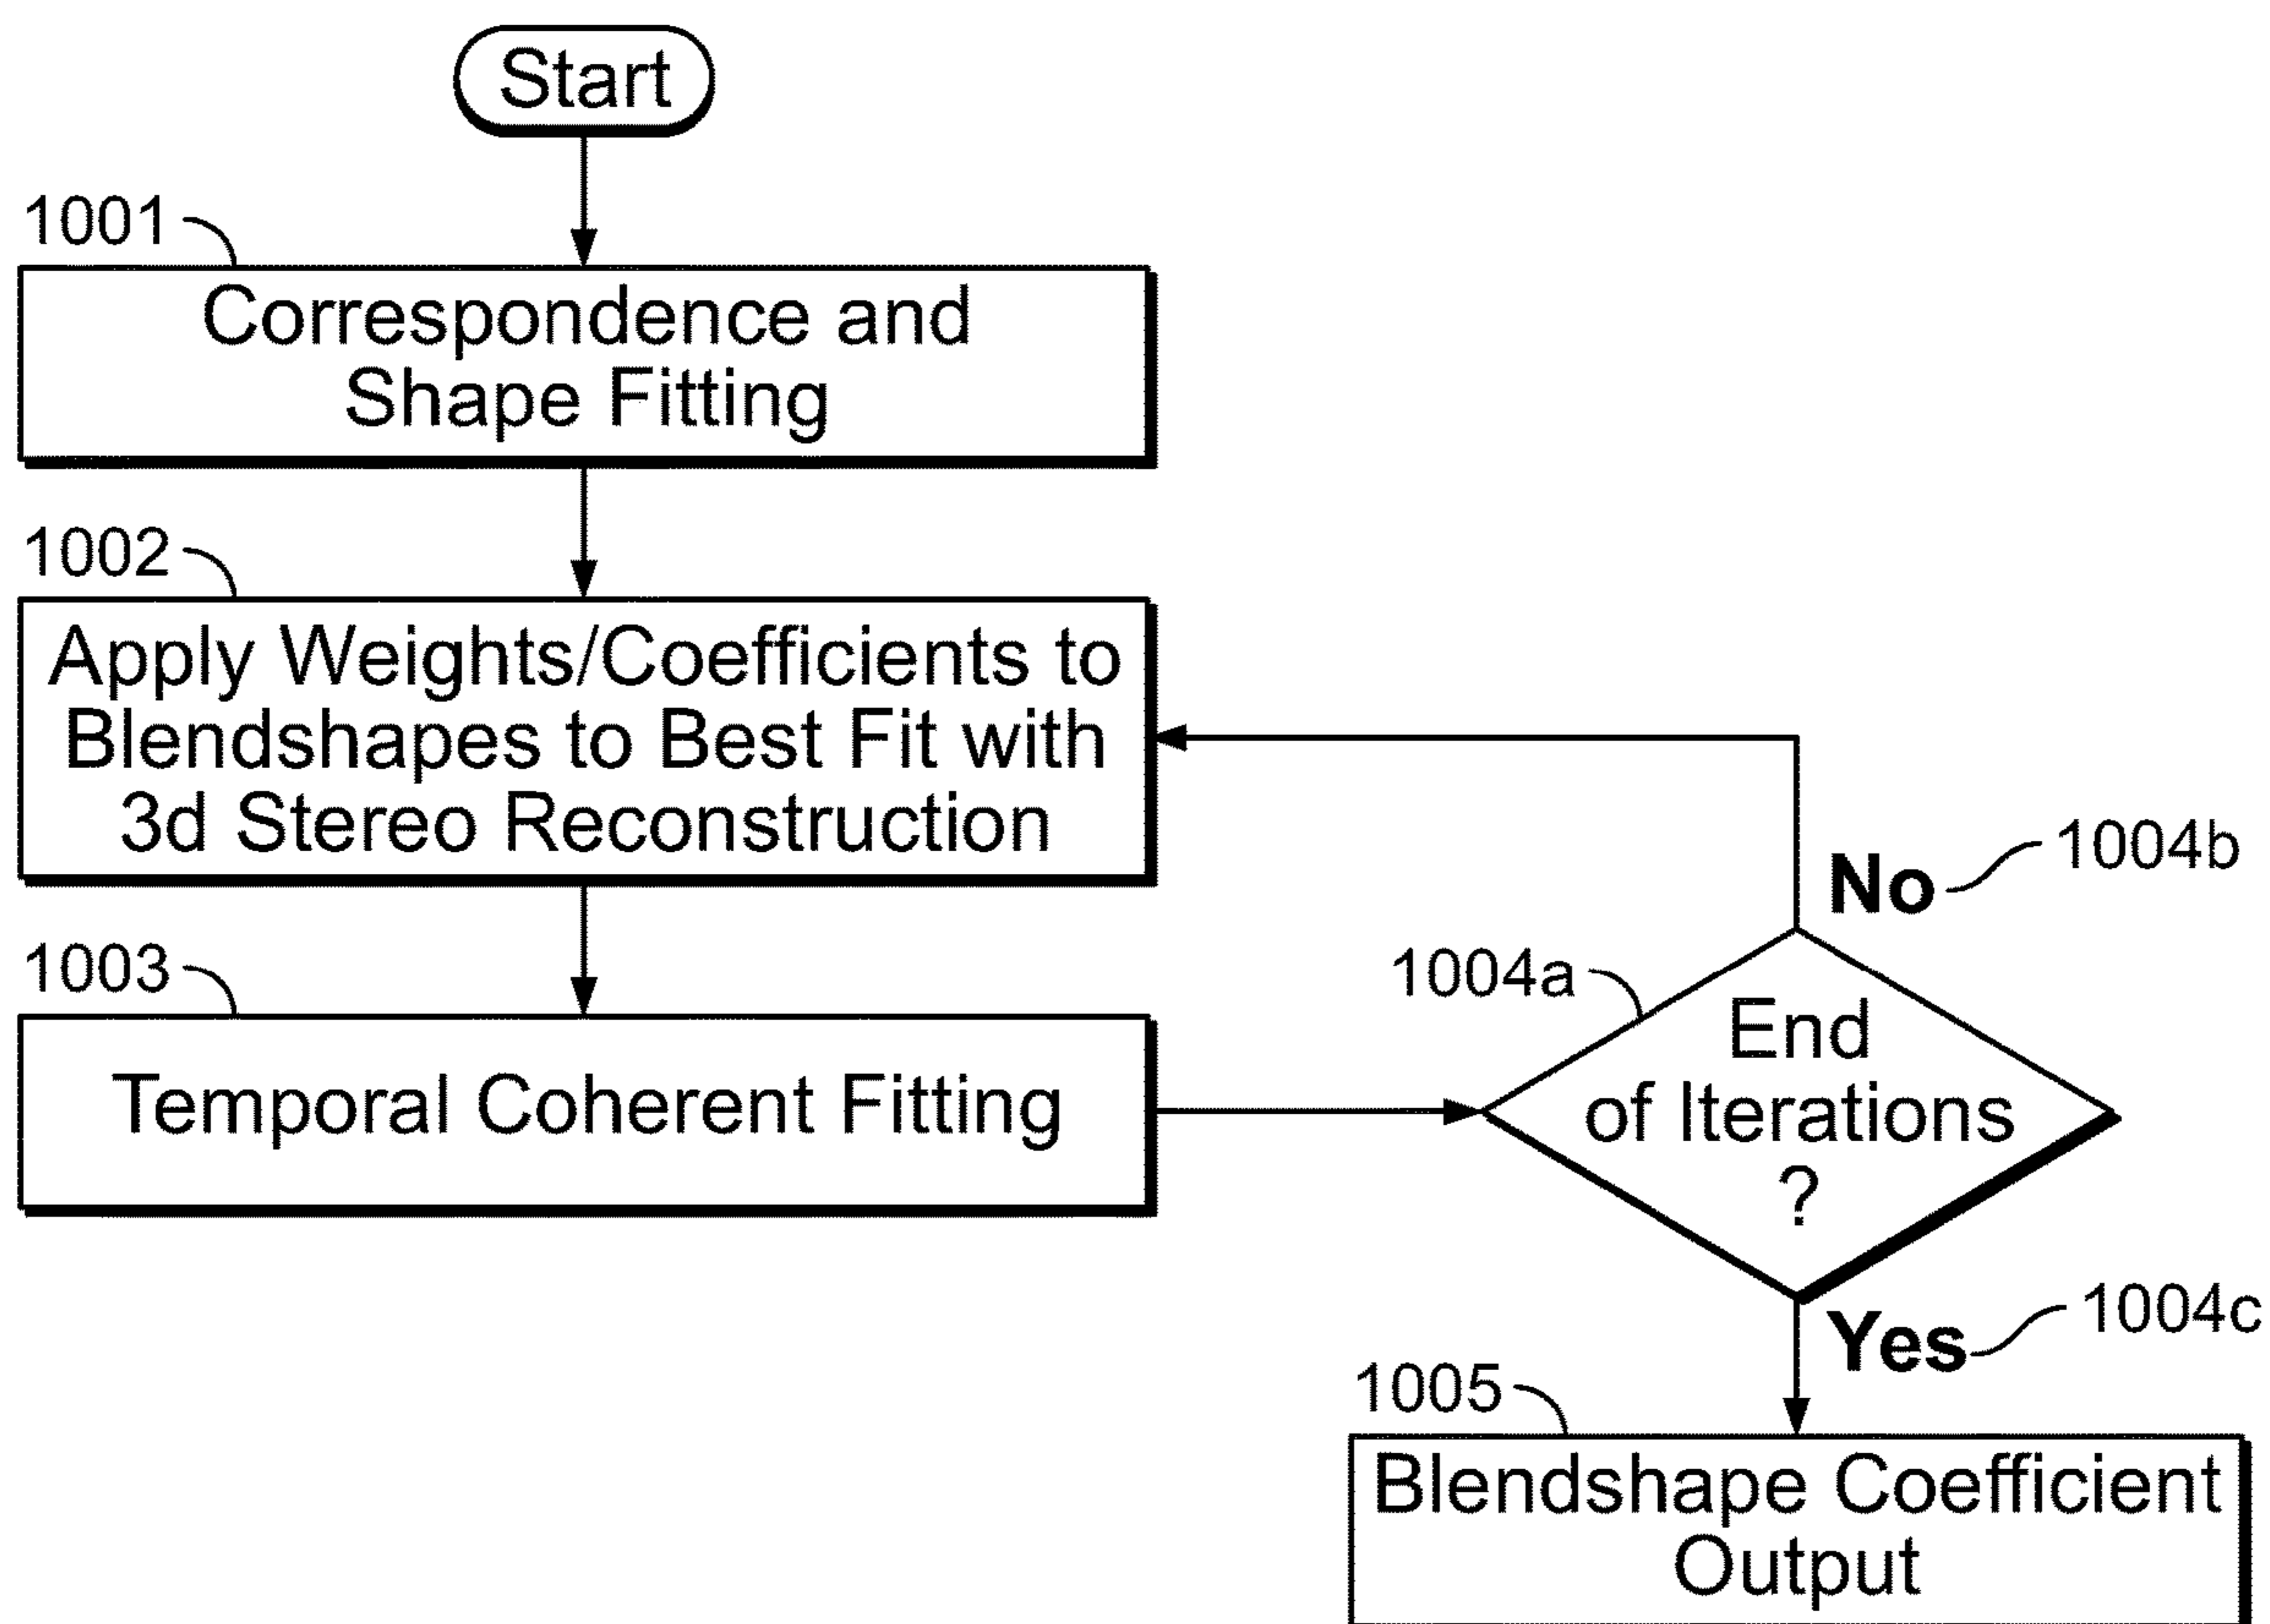 Start
1001
Correspondence and
Shape Fitting
1002
Apply Weights/Coefficients to
Blendshapes to Best Fit with
3d Stereo Reconstruction
1003
Temporal Coherent Fitting
1004a
End
of Iterations
?
No
1004b
Yes
1004c
1005
Blendshape Coefficient
Output